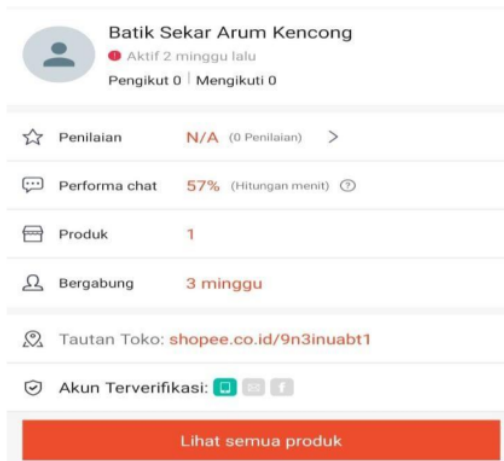 Batik Sekar Arum Kencong
Aktif 2 minggu lalu
Pengikut 0 | Mengikuti 0
Penilaian N/A (0 Penilaian) >
Performa chat 57% (Hitungan menit) ?
Produk 1
Bergabung 3 minggu
Tautan Toko: shopee.co.id/9n3inuabt1
Akun Terverifikasi: f
Lihat semua produk